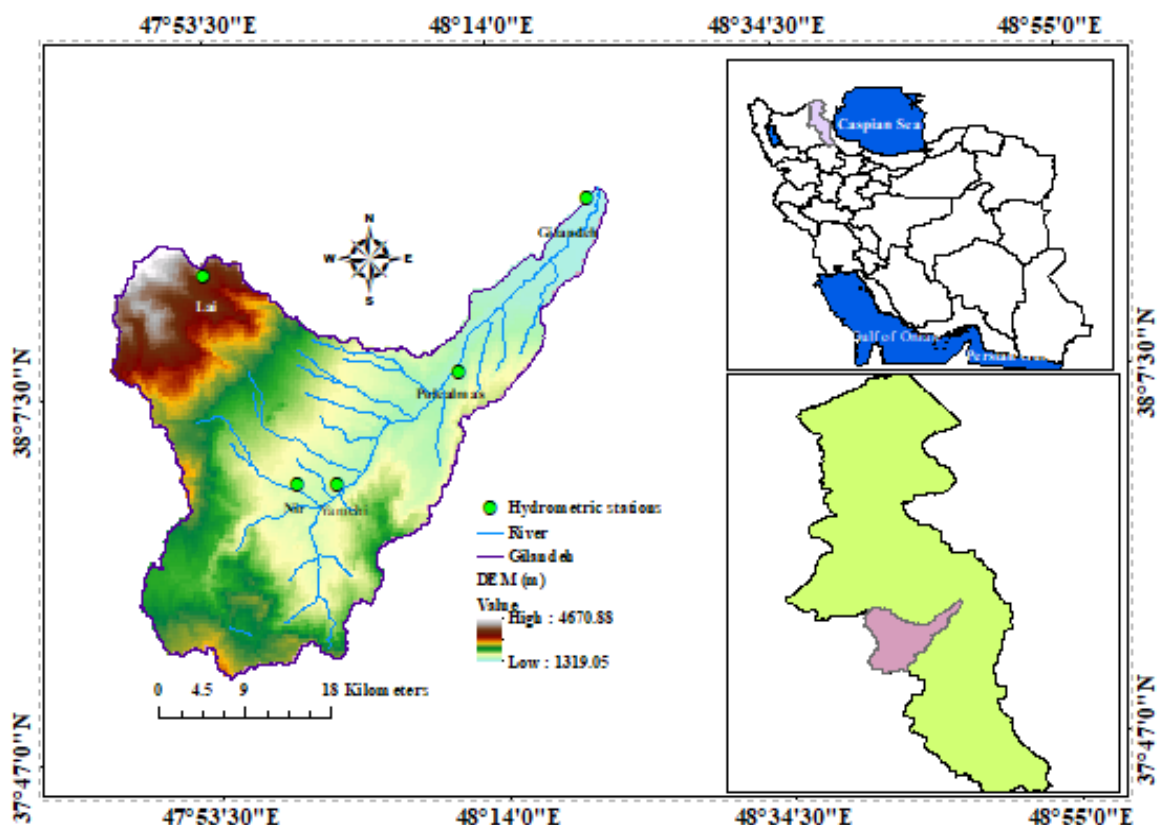 47°53'30"E 48°14'0"E 48°34'30"E 48°55'0"E
Caspian Sea
Gulf of Oman
N
W E
S
Gilandeh
Lai
38°7'30"N
38°7'30"N
Nir
Hydrometric stations
River
Gilandeh
DEM (m)
Value
High : 4670.88
Low : 1319.05
0 4.5 9 18 Kilometers
37°47'0"N
37°47'0"N
47°53'30"E 48°14'0"E 48°34'30"E 48°55'0"E